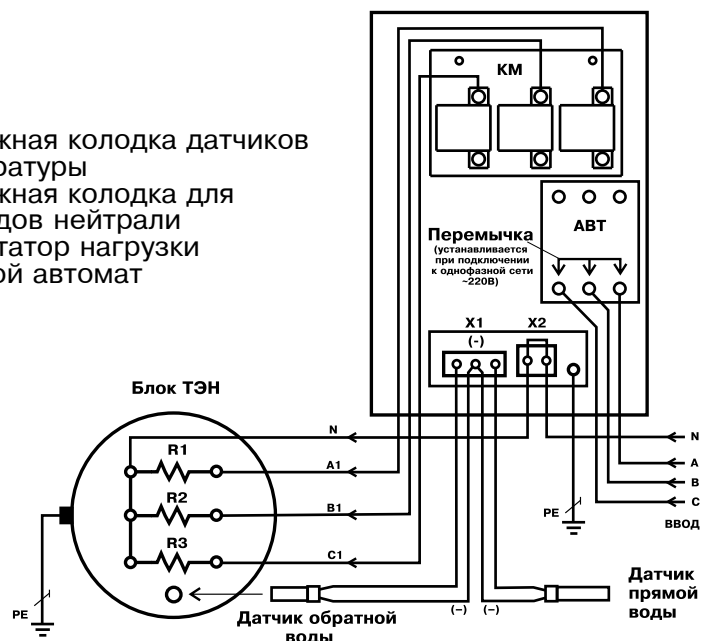 жная колодка датчиков
ратуры
жная колодка для
дов нейтрали
татор нагрузки
ой автомат
КМ
АВТ
Перемычка
(устанавливается
при подключении
к однофазной сети
~220В)
X1
X2
(-)
Блок ТЭН
N
N
R1
A1
A
B
R2
C
B1
PE
ввод
R3
C1
PE
Датчик обратной
воды
(–)
(–)
Датчик
прямой
воды